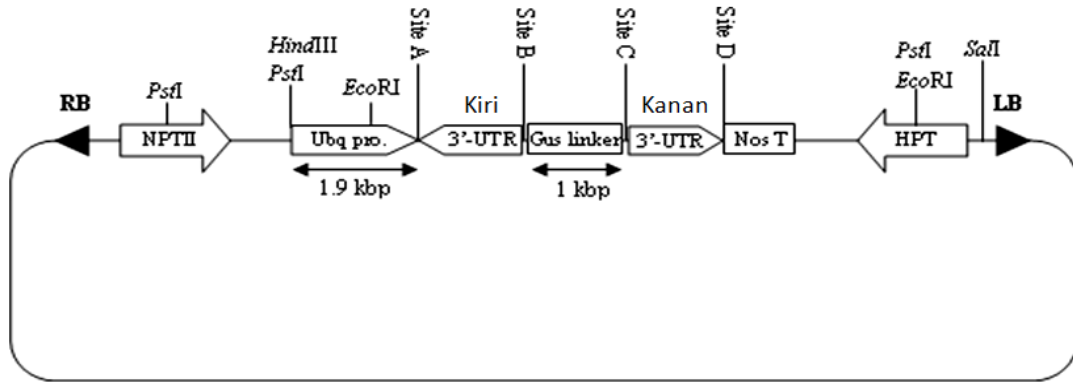 Site A
Site B
Site C
Site D
HindIII
PstI
PstI
EcoRI
PstI
EcoRI
SalI
RB
Kiri
Kanan
LB
NPTII
Ubq pro.
3'-UTR
Gus linker
3'-UTR
Nos T
HPT
1.9 kbp
1 kbp